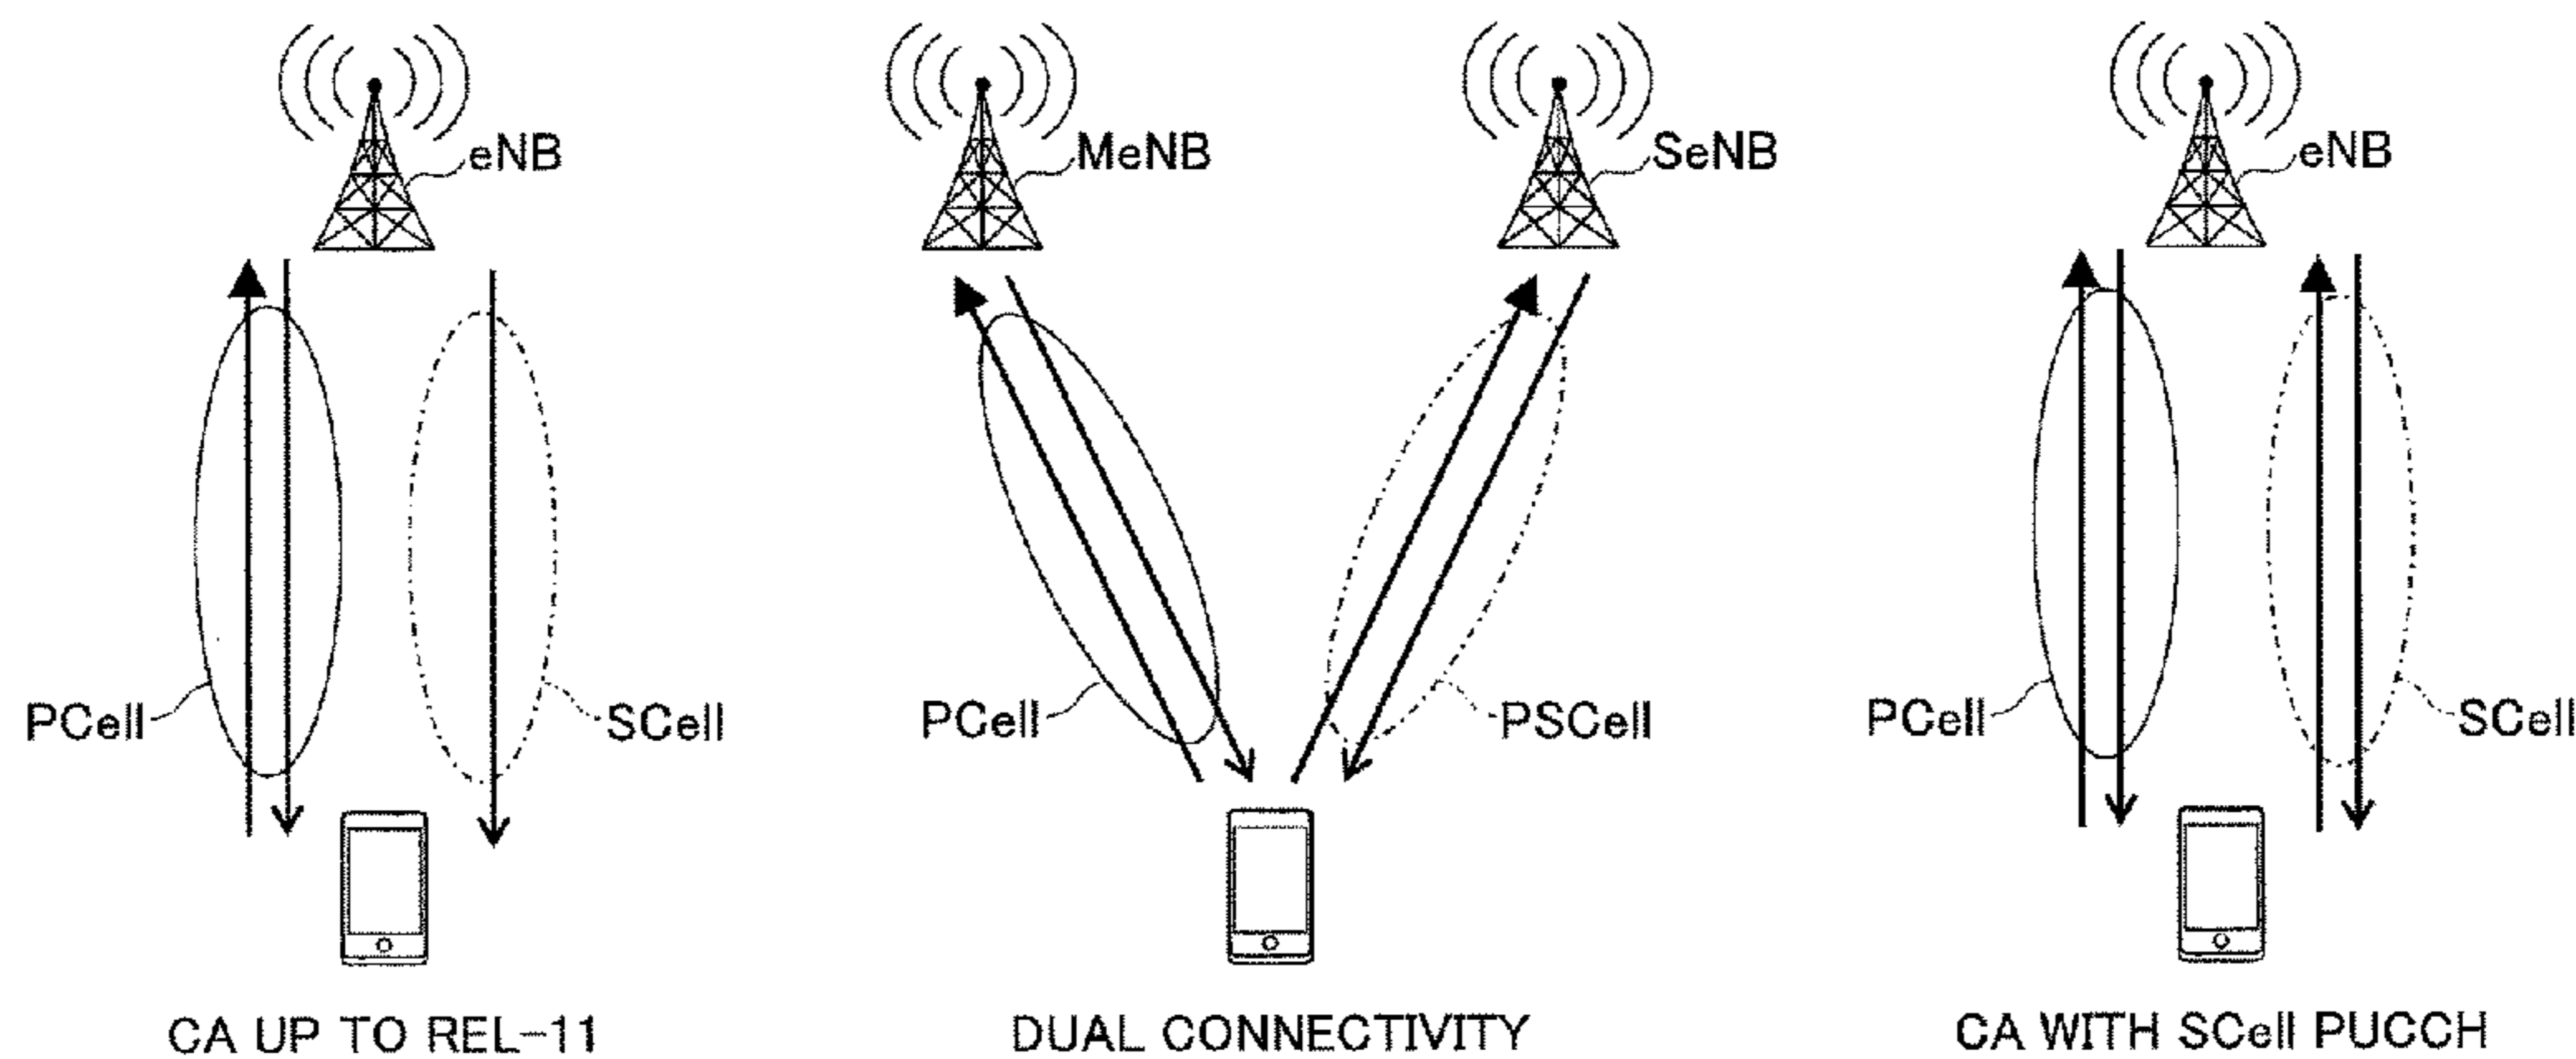 eNB
MeNB
SeNB
eNB
PCell
SCell
PCell
PSCell
PCell
SCell
CA UP TO REL-11
DUAL CONNECTIVITY
CA WITH SCell PUCCH